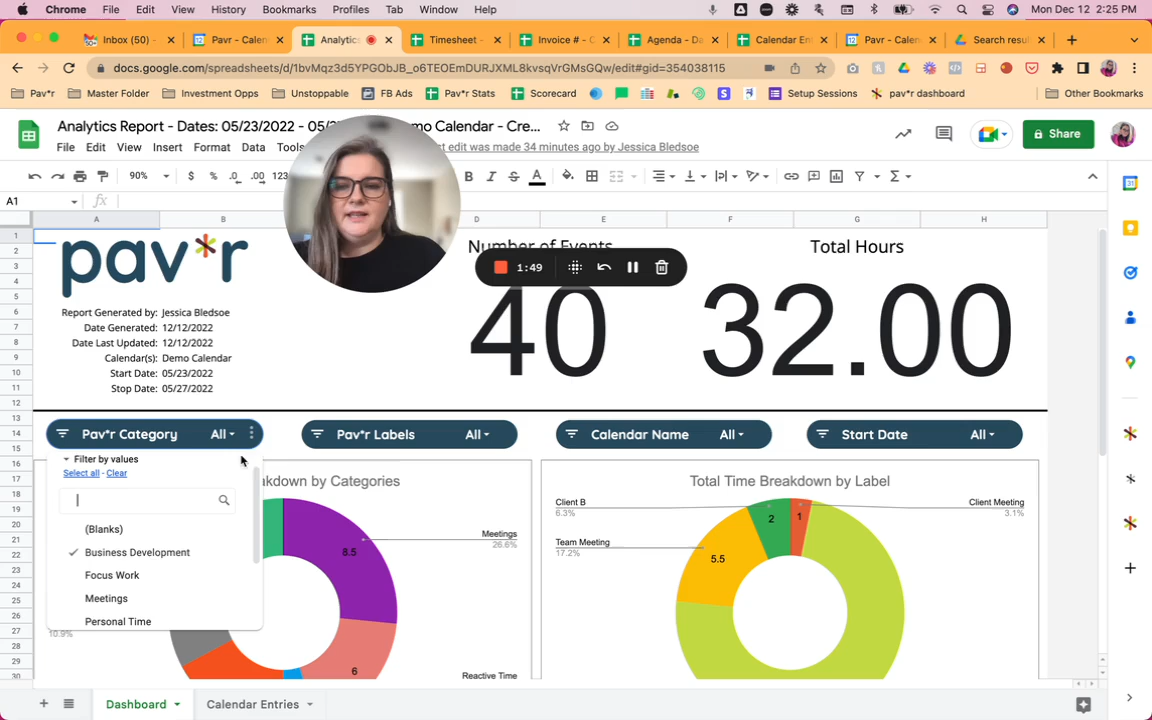 Chrome File Edit View History Bookmarks Profiles Tab Window Help Mon Dec 12 2:25 PM
Inbox (50) Pavr - Calen Analytics Timesheet Invoice # - C Agenda - Da Calendar En Pavr - Calen Search resul
docs.google.com/spreadsheets/d/1bvMqz3d5YPGObJB_o6TEOEmDURJXML8kvsqVrGMsGQw/edit#gid=354038115
Pav*r Master Folder Investment Opps Unstoppable FB Ads Pav*r Stats Scorecard Setup Sessions pav*r dashboard Other Bookmarks
Analytics Report - Dates: 05/23/2022 - 05/ emo Calendar - Cre...
File Edit View Insert Format Data Tools st edit was made 34 minutes ago by Jessica Bledsoe
Share
90% $ % .0 .00 123 B I A
A1 fx
A B D E F G H
1
2
3
4
5
6
7
8
9
10
11
12
13
14
15
16
17
18
19
20
21
22
23
24
25
26
27
28
29
30
pav*r
Number of Events
Total Hours
1:49
40
32.00
Report Generated by: Jessica Bledsoe
Date Generated: 12/12/2022
Date Last Updated: 12/12/2022
Calendar(s): Demo Calendar
Start Date: 05/23/2022
Stop Date: 05/27/2022
Pav*r Category All
Pav*r Labels All
Calendar Name All
Start Date All
Filter by values
Select all - Clear
(Blanks)
Business Development
Focus Work
Meetings
Personal Time
10.9%
akdown by Categories
Meetings
26.6%
8.5
6
Reactive Time
Total Time Breakdown by Label
Client B
6.3%
Client Meeting
3.1%
Team Meeting
17.2%
2
1
5.5
Dashboard
Calendar Entries